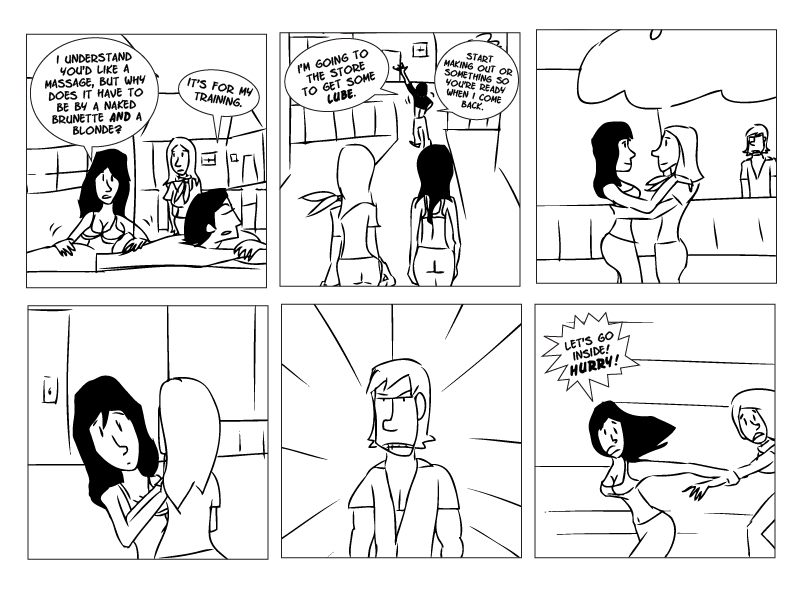 I UNDERSTAND
YOU'D LIKE A
MASSAGE, BUT WHY
DOES IT HAVE TO
BE BY A NAKED
BRUNETTE AND A
BLONDE?
IT'S FOR MY
TRAINING.
I'M GOING TO
THE STORE
TO GET SOME
LUBE.
START
MAKING OUT OR
SOMETHING SO
YOU'RE READY
WHEN I COME
BACK.
LET'S GO
INSIDE!
HURRY!